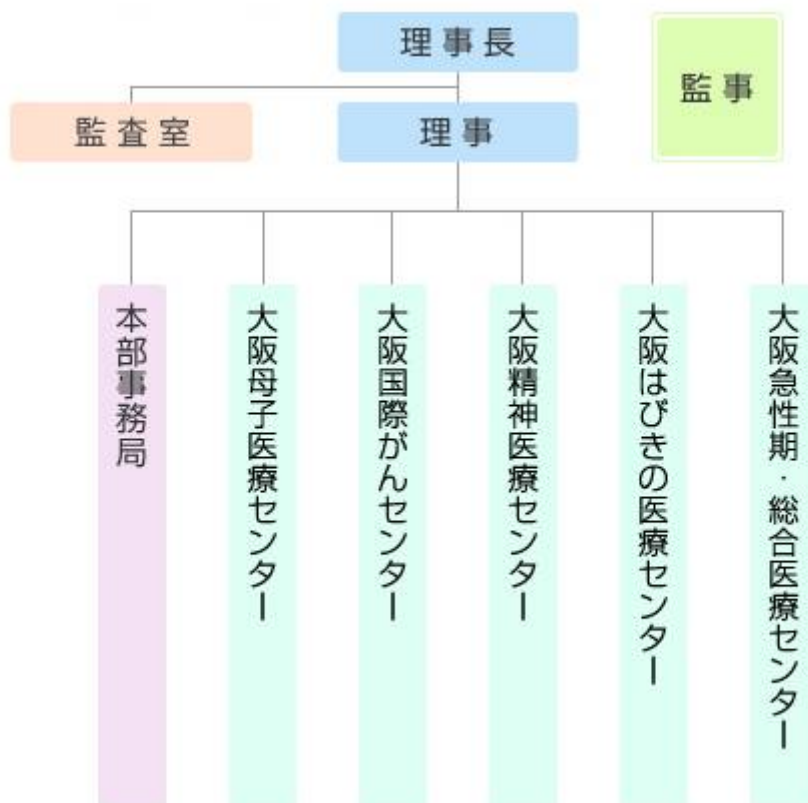 理事長
監事
監査室
理事
大阪急性期・総合医療センター
大阪はびきの医療センター
大阪精神医療センター
大阪国際がんセンター
大阪母子医療センター
本部事務局